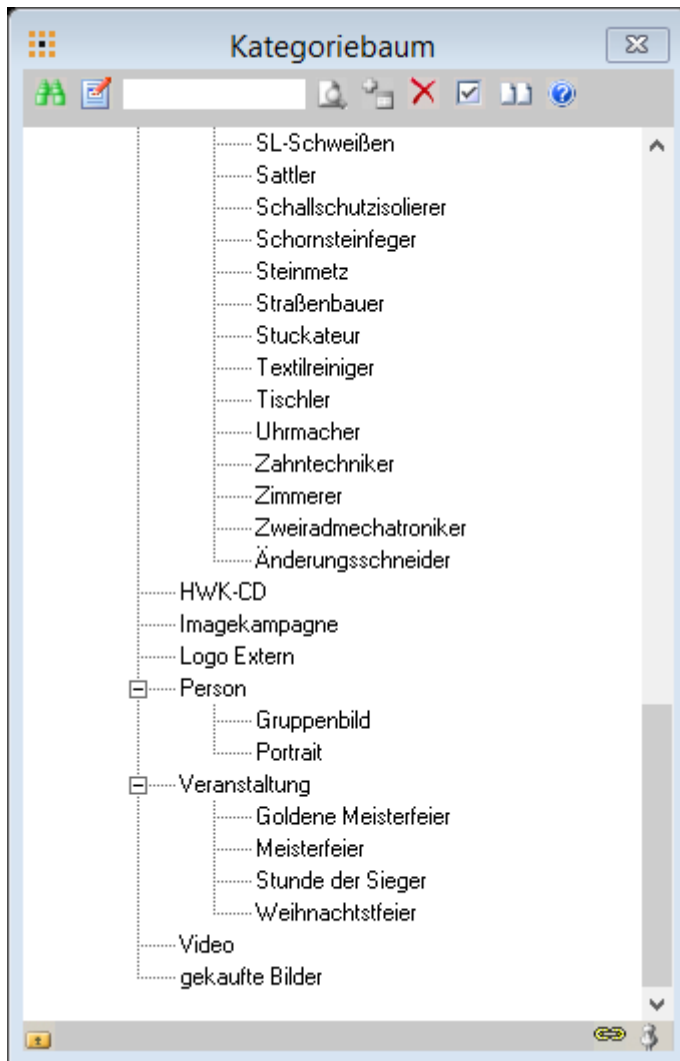 Kategoriebaum
SL-Schweißen
Sattler
Schallschutzisolierer
Schornsteinfeger
Steinmetz
Straßenbauer
Stuckateur
Textilreiniger
Tischler
Uhrmacher
Zahntechniker
Zimmerer
Zweiradmechatroniker
Änderungsschneider
HWK-CD
Imagekampagne
Logo Extern
Person
Gruppenbild
Portrait
Veranstaltung
Goldene Meisterfeier
Meisterfeier
Stunde der Sieger
Weihnachtstfeier
Video
gekaufte Bilder